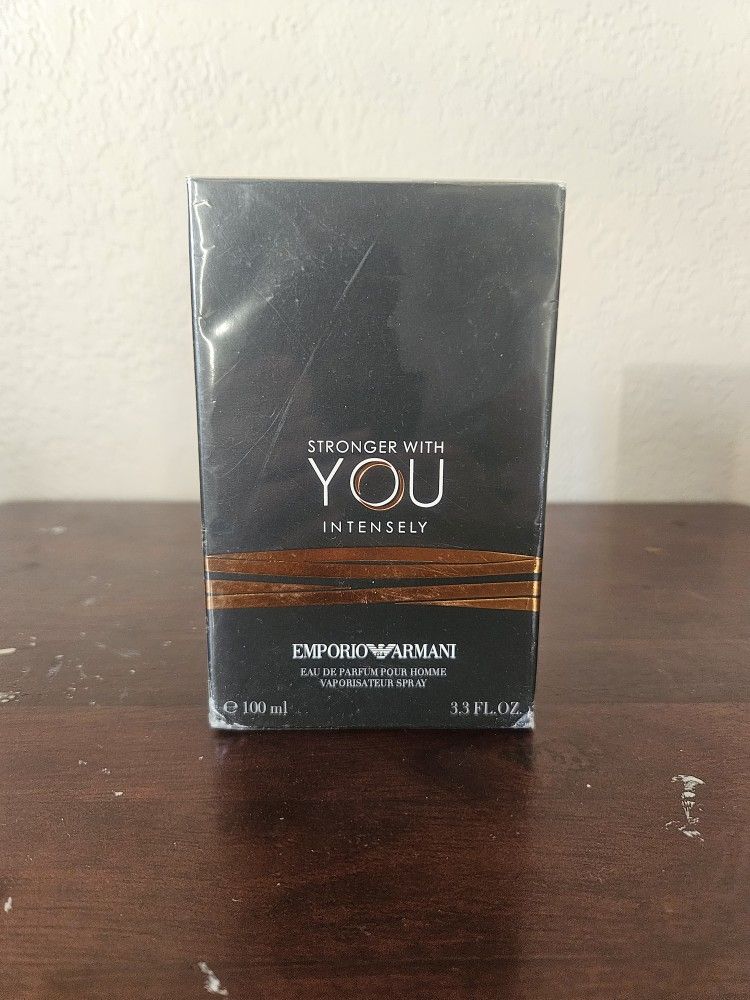 STRONGER WITH
YOU
INTENSELY
EMPORIO ARMANI
EAU DE PARFUM POUR HOMME
VAPORISATEUR SPRAY
℮ 100 ml 3.3 FL.OZ.